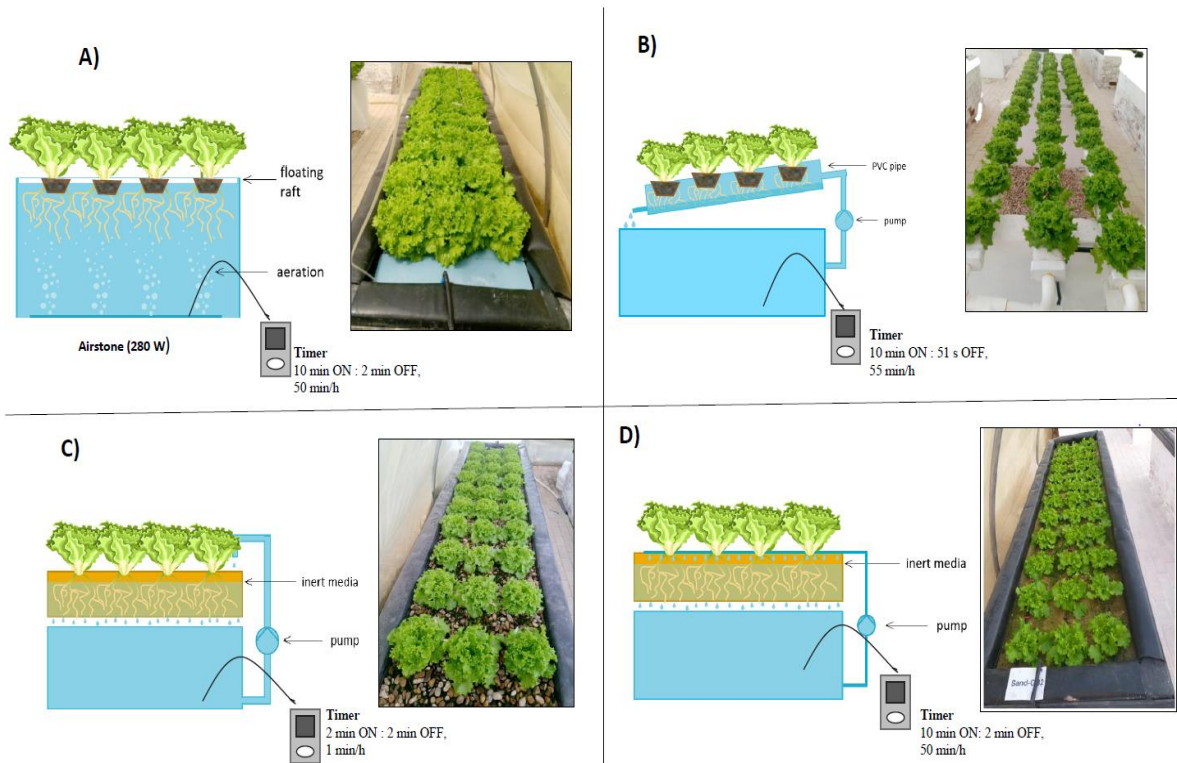 A)
floating
raft
aeration
Airstone (280 W)
Timer
10 min ON : 2 min OFF,
50 min/h
B)
PVC pipe
pump
Timer
10 min ON : 51 s OFF,
55 min/h
C)
inert media
pump
Timer
2 min ON : 2 min OFF,
1 min/h
D)
inert media
pump
Timer
10 min ON: 2 min OFF,
50 min/h